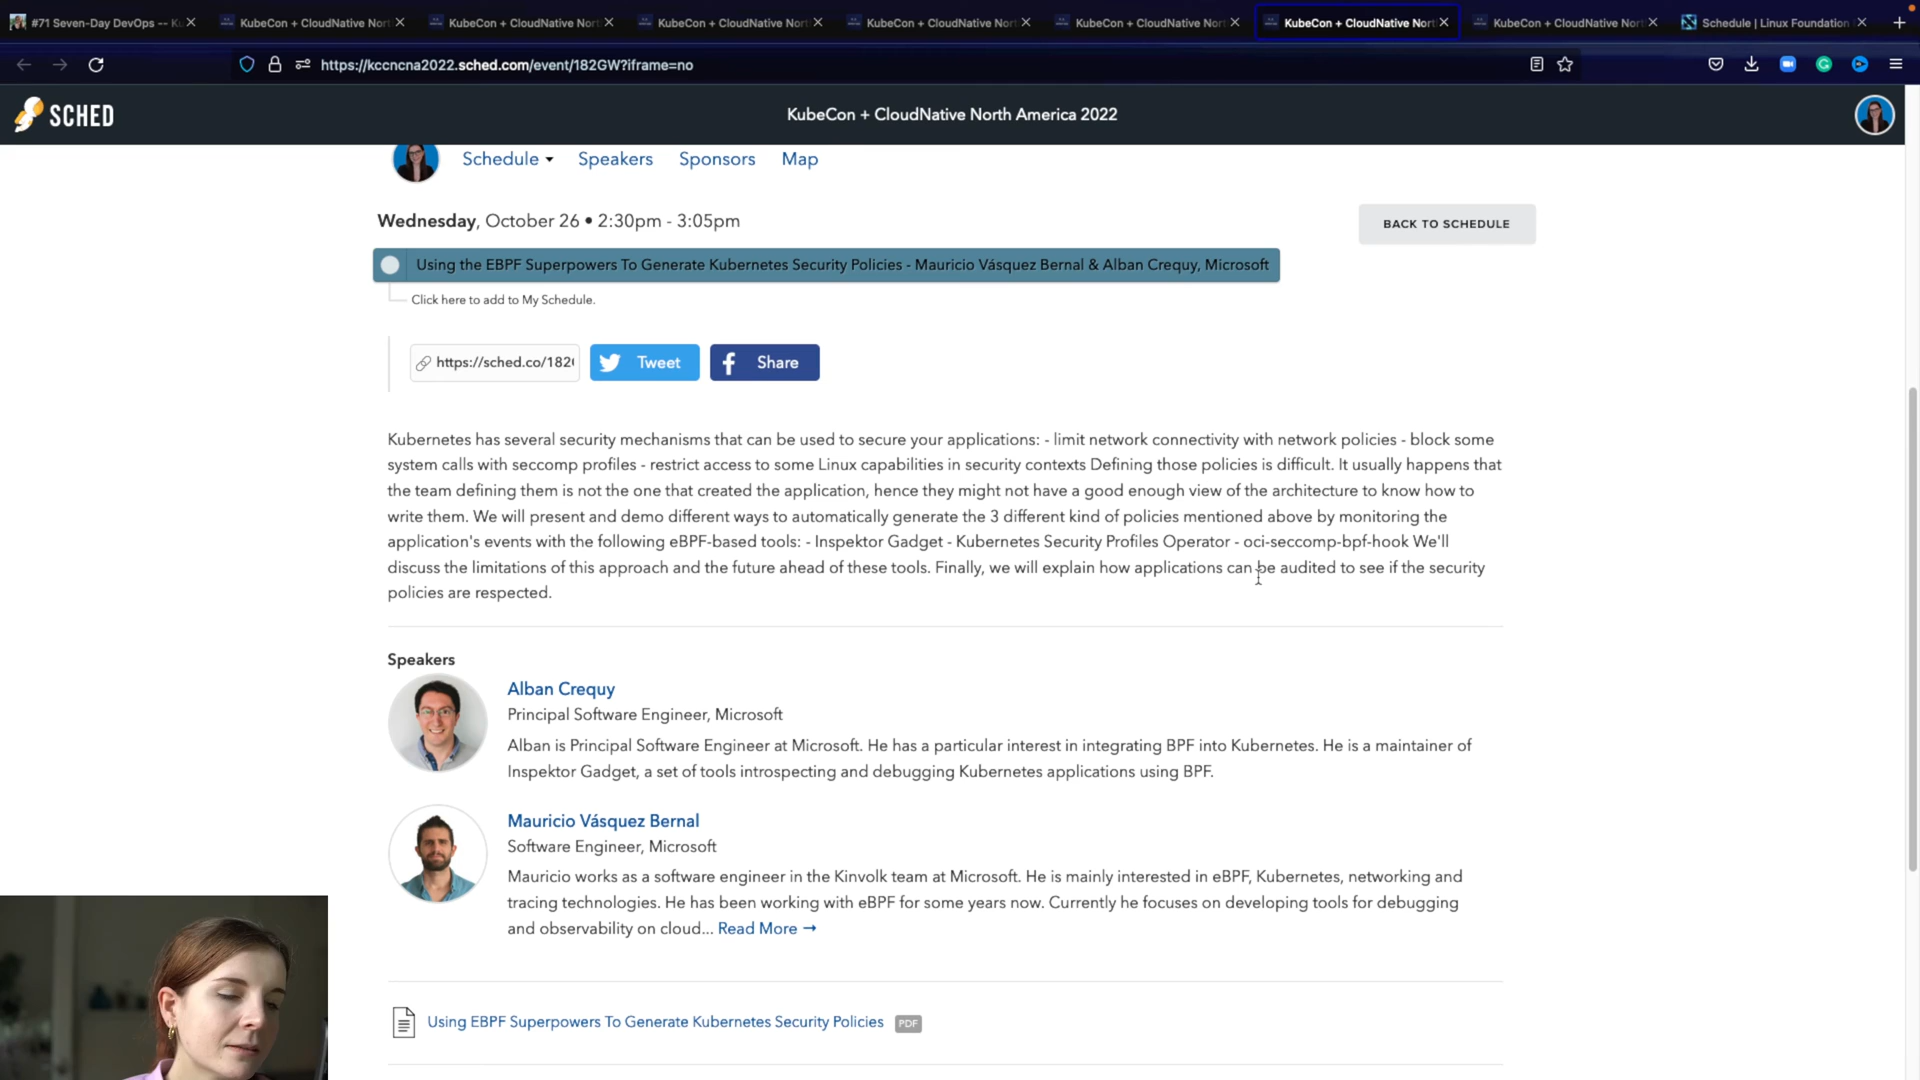 #71 Seven-Day DevOps -- Ku
KubeCon + CloudNative Nort
KubeCon + CloudNative Nort
KubeCon + CloudNative Nort
KubeCon + CloudNative Nort
KubeCon + CloudNative Nort
KubeCon + CloudNative Nort
KubeCon + CloudNative Nort
Schedule | Linux Foundation
https://kccncna2022.sched.com/event/182GW?iframe=no
SCHED
KubeCon + CloudNative North America 2022
Schedule
Speakers
Sponsors
Map
Wednesday, October 26 • 2:30pm - 3:05pm
BACK TO SCHEDULE
Using the EBPF Superpowers To Generate Kubernetes Security Policies - Mauricio Vásquez Bernal & Alban Crequy, Microsoft
Click here to add to My Schedule.
https://sched.co/182
Tweet
Share
Kubernetes has several security mechanisms that can be used to secure your applications: - limit network connectivity with network policies - block some
system calls with seccomp profiles - restrict access to some Linux capabilities in security contexts Defining those policies is difficult. It usually happens that
the team defining them is not the one that created the application, hence they might not have a good enough view of the architecture to know how to
write them. We will present and demo different ways to automatically generate the 3 different kind of policies mentioned above by monitoring the
application's events with the following eBPF-based tools: - Inspektor Gadget - Kubernetes Security Profiles Operator - oci-seccomp-bpf-hook We'll
discuss the limitations of this approach and the future ahead of these tools. Finally, we will explain how applications can be audited to see if the security
policies are respected.
Speakers
Alban Crequy
Principal Software Engineer, Microsoft
Alban is Principal Software Engineer at Microsoft. He has a particular interest in integrating BPF into Kubernetes. He is a maintainer of
Inspektor Gadget, a set of tools introspecting and debugging Kubernetes applications using BPF.
Mauricio Vásquez Bernal
Software Engineer, Microsoft
Mauricio works as a software engineer in the Kinvolk team at Microsoft. He is mainly interested in eBPF, Kubernetes, networking and
tracing technologies. He has been working with eBPF for some years now. Currently he focuses on developing tools for debugging
and observability on cloud... Read More →
Using EBPF Superpowers To Generate Kubernetes Security Policies PDF